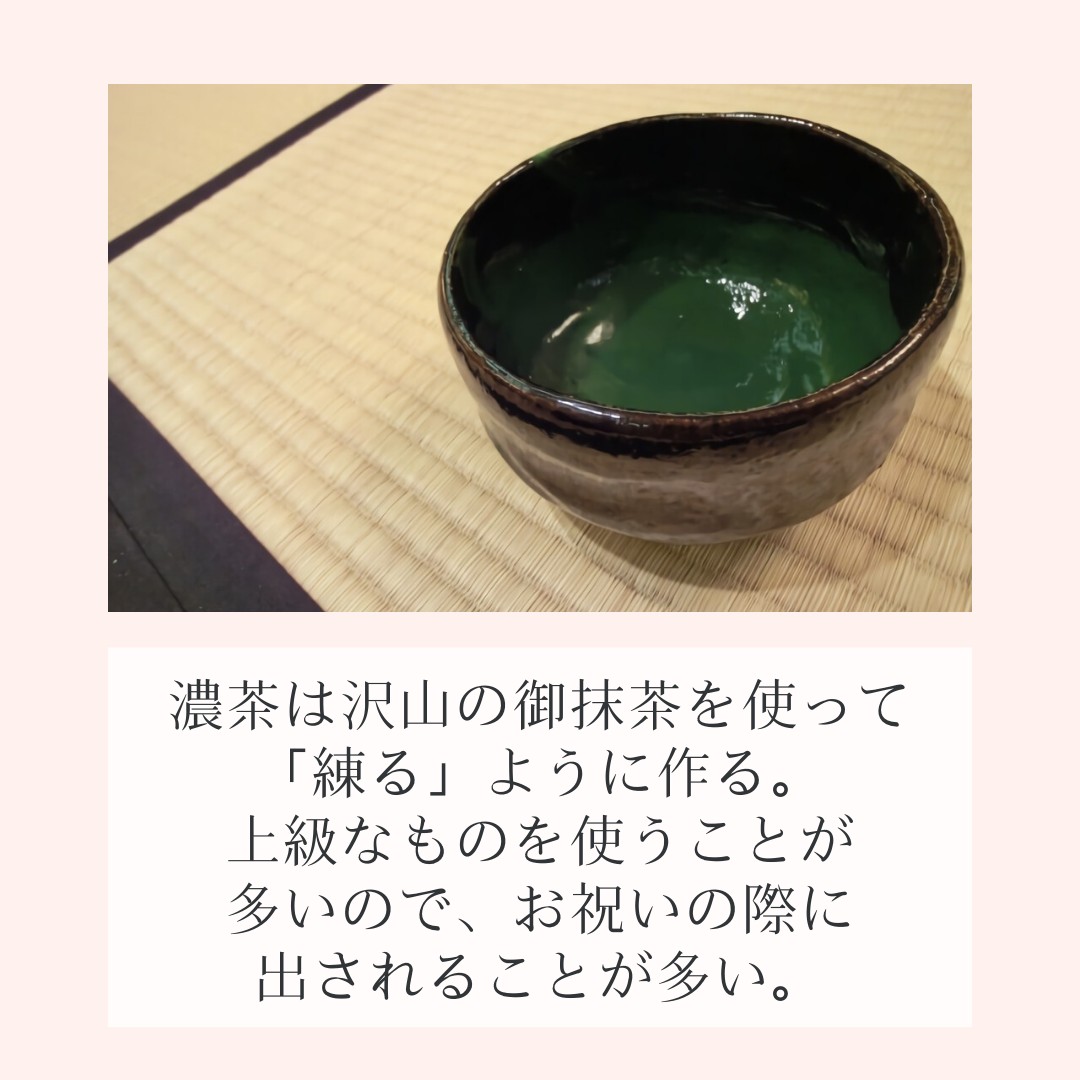 濃茶は沢山の御抹茶を使って
「練る」ように作る。
上級なものを使うことが
多いので、お祝いの際に
出されることが多い。